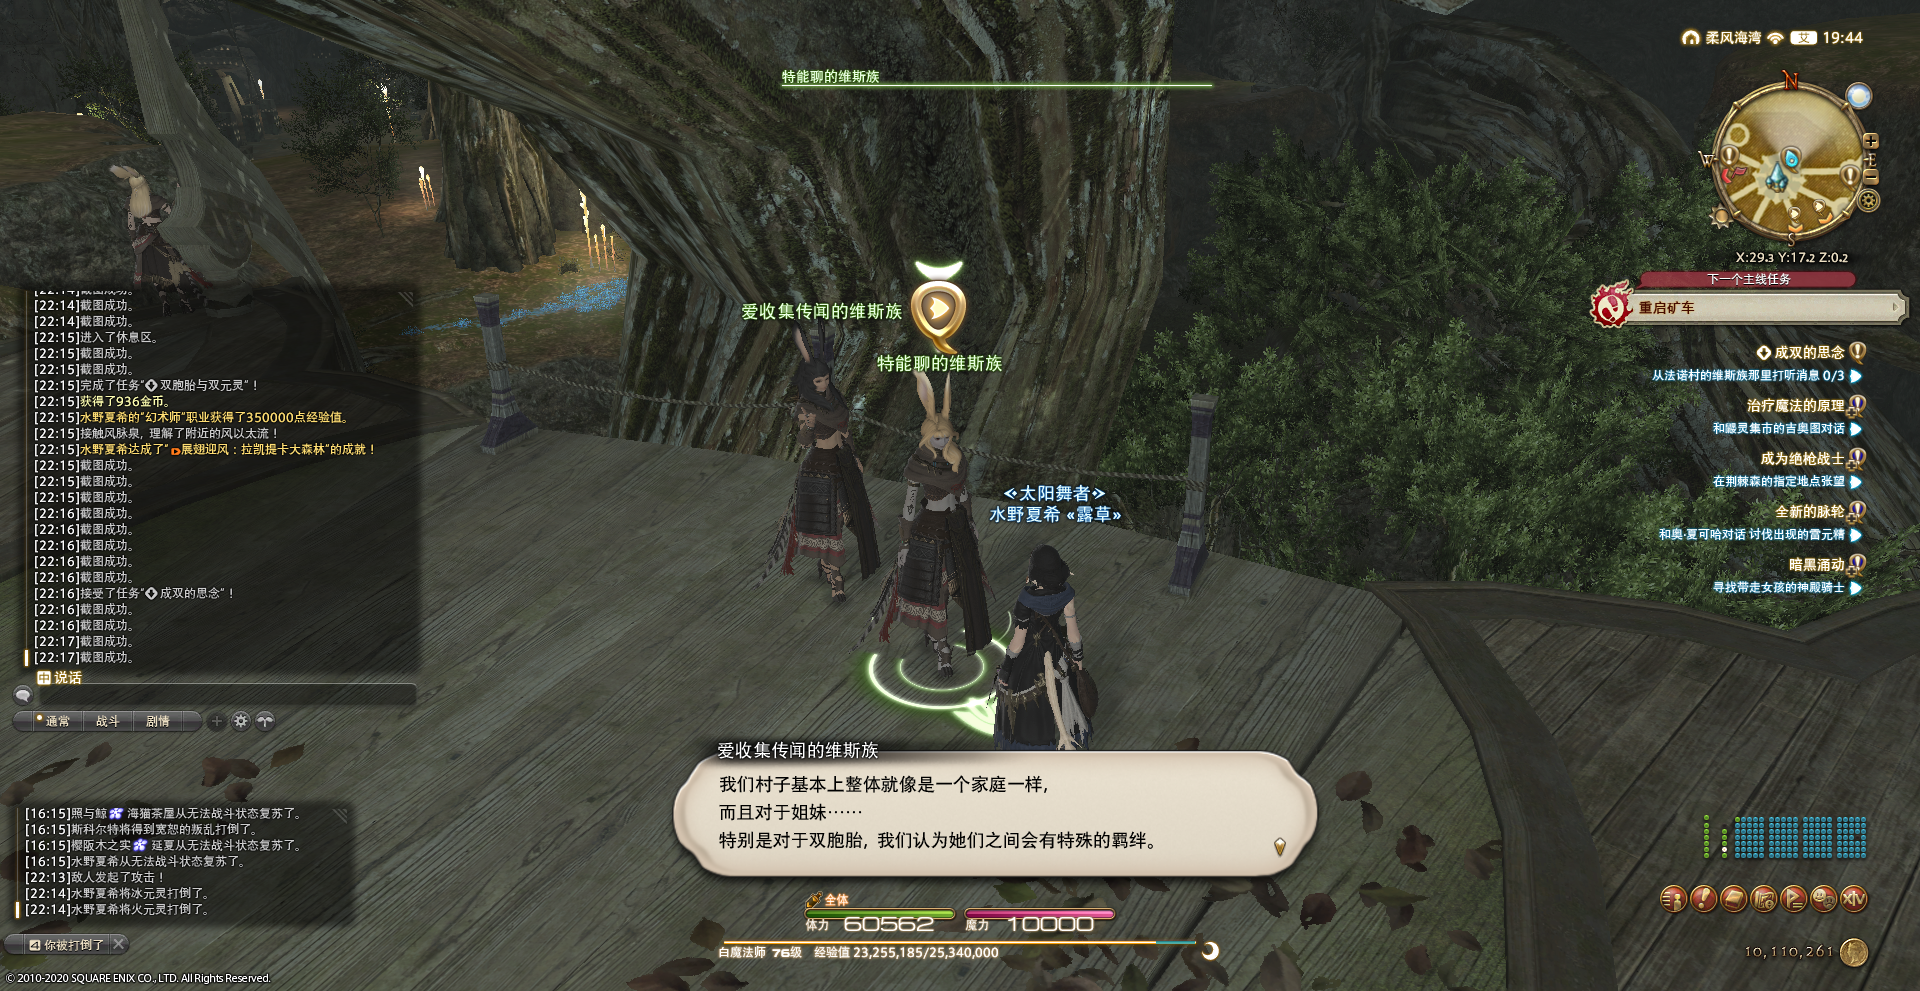 特能聊的维斯族
柔风海湾 艾 19:44
N
W
E
S
X:29.3 Y:17.2 Z:0.2
下一个主线任务
重启矿车
成双的思念
从法诺村的维斯族那里打听消息 0/3
治疗魔法的原理
和鼹灵集市的吉奥图对话
成为绝枪战士
在荆棘森的指定地点张望
全新的脉轮
和奥·夏可哈对话 讨伐出现的雷元精
暗黑涌动
寻找带走女孩的神殿骑士
爱收集传闻的维斯族
特能聊的维斯族
太阳舞者
水野夏希 «露草»
[22:14]截图成功。
[22:14]截图成功。
[22:14]截图成功。
[22:15]进入了休息区。
[22:15]截图成功。
[22:15]截图成功。
[22:15]完成了任务“双胞胎与双元灵”！
[22:15]获得了936金币。
[22:15]水野夏希的“幻术师”职业获得了350000点经验值。
[22:15]接触风脉泉，理解了附近的风以太流！
[22:15]水野夏希达成了“展翅迎风：拉凯提卡大森林”的成就！
[22:15]截图成功。
[22:15]截图成功。
[22:15]截图成功。
[22:16]截图成功。
[22:16]截图成功。
[22:16]截图成功。
[22:16]截图成功。
[22:16]截图成功。
[22:16]接受了任务“成双的思念”！
[22:16]截图成功。
[22:16]截图成功。
[22:17]截图成功。
[22:17]截图成功。
中 说话
通常 战斗 剧情
爱收集传闻的维斯族
我们村子基本上整体就像是一个家庭一样，
而且对于姐妹……
特别是对于双胞胎，我们认为她们之间会有特殊的羁绊。
[16:15]照与鲸 海猫茶屋从无法战斗状态复苏了。
[16:15]斯科尔特将得到宽恕的叛乱打倒了。
[16:15]樱阪木之实 延夏从无法战斗状态复苏了。
[16:15]水野夏希从无法战斗状态复苏了。
[22:13]敌人发起了攻击！
[22:14]水野夏希将冰元灵打倒了。
[22:14]水野夏希将火元灵打倒了。
4 你被打倒了
全体
体力 60562 魔力 10000
白魔法师 76级 经验值 23,255,185/25,340,000
XIV
10,110,261
© 2010-2020 SQUARE ENIX CO., LTD. All Rights Reserved.